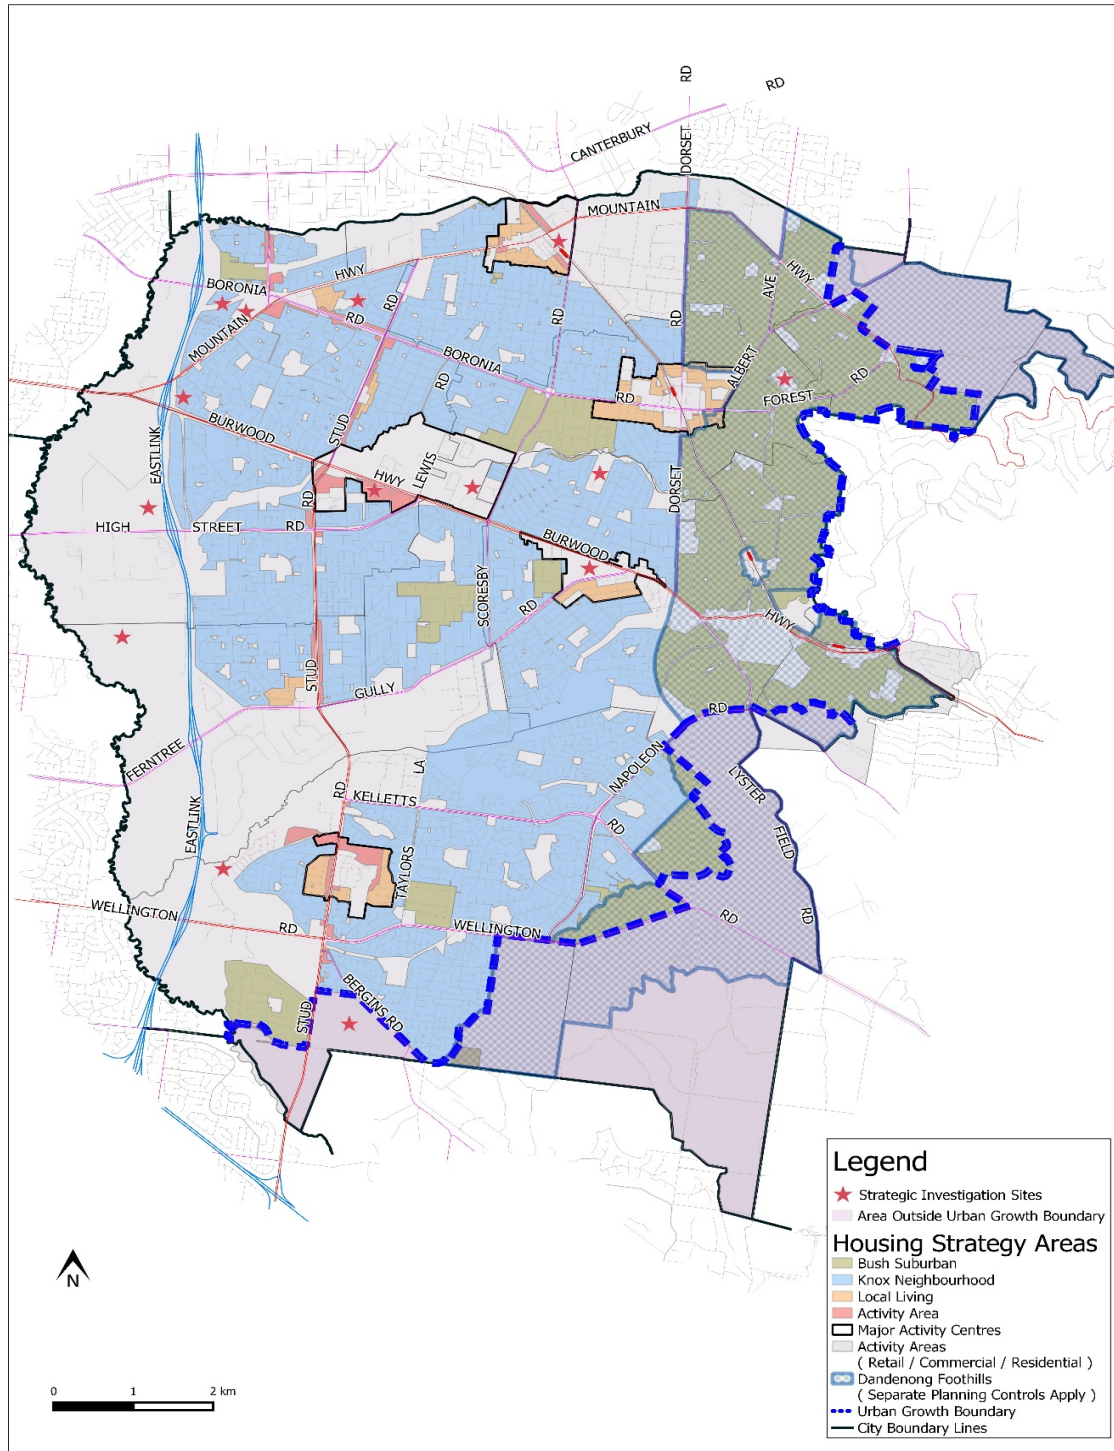 RD
RD
CANTERBURY
DORSET
MOUNTAIN
HWY
BORONIA
HWY
AVE
RD
MOUNTAIN
RD
RD
RD
BORONIA
RD
ALBERT
RD
RD
FOREST
BURWOOD
STUD
EASTLINK
LEWIS
HWY
RD
DORSET
HIGH
STREET
RD
BURWOOD
SCORESBY
RD
HWY
STUD
GULLY
RD
FERNTREE
NAPOLEON
LA
LYSTER
RD
KELLETTS
FIELD
RD
EASTLINK
TAYLORS
WELLINGTON
RD
WELLINGTON
RD
RD
BERGINS RD
STUD
Legend
Strategic Investigation Sites
Area Outside Urban Growth Boundary
Housing Strategy Areas
Bush Suburban
Knox Neighbourhood
Local Living
Activity Area
Major Activity Centres
Activity Areas
( Retail / Commercial / Residential )
Dandenong Foothills
( Separate Planning Controls Apply )
Urban Growth Boundary
City Boundary Lines
N
0 1 2 km